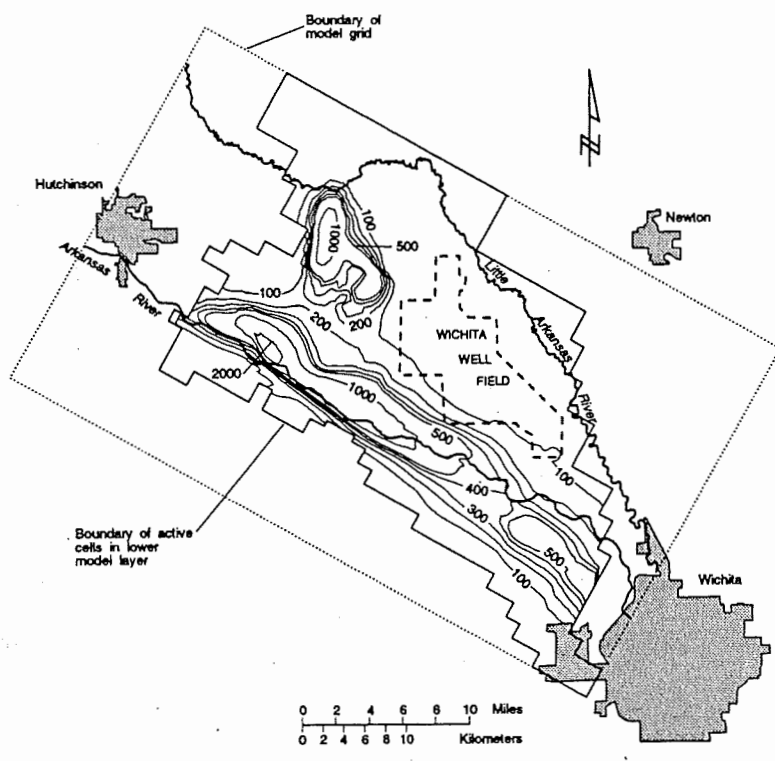 Boundary of
model grid
Hutchinson
Newton
Arkansas
River
100
1000
500
100
200
200
Little
Arkansas
River
WICHITA
WELL
FIELD
2000
1000
500
100
400
300
500
100
Boundary of active
cells in lower
model layer
Wichita
0 2 4 6 8 10 Miles
0 2 4 6 8 10
Kilometers